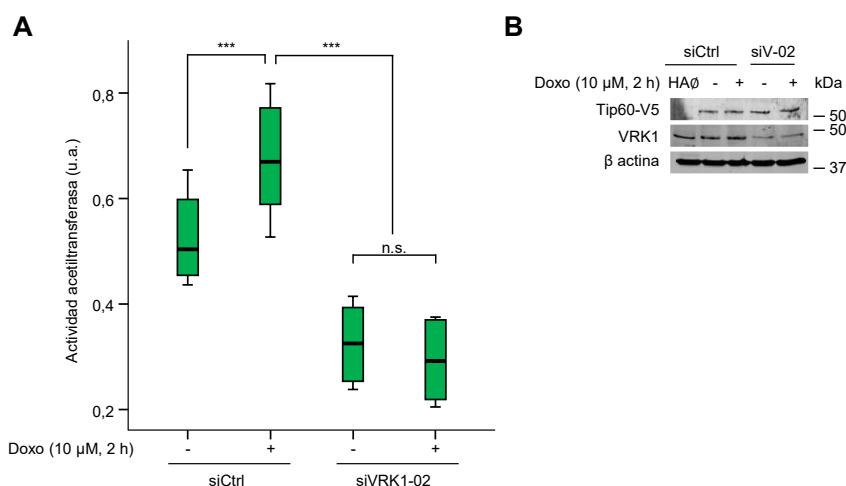 A
Actividad acetiltransferasa (u.a.)
0,8
0,6
0,4
0,2
***
***
n.s.
Doxo (10 µM, 2 h) - + - +
siCtrl siVRK1-02
B
siCtrl siV-02
Doxo (10 µM, 2 h) HAø - + - + kDa
Tip60-V5
50
VRK1
50
β actina
37